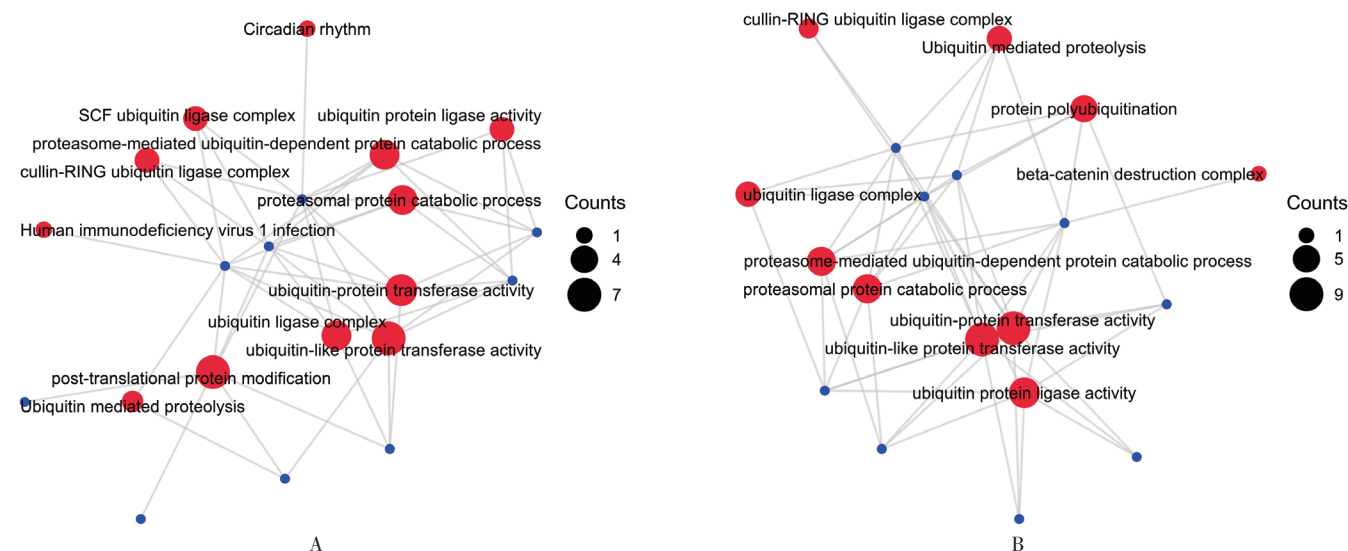 Circadian rhythm
SCF ubiquitin ligase complex
ubiquitin protein ligase activity
proteasome-mediated ubiquitin-dependent protein catabolic process
cullin-RING ubiquitin ligase complex
proteasomal protein catabolic process
Human immunodeficiency virus 1 infection
ubiquitin-protein transferase activity
ubiquitin ligase complex
ubiquitin-like protein transferase activity
post-translational protein modification
Ubiquitin mediated proteolysis
Counts
1
4
7
A
cullin-RING ubiquitin ligase complex
Ubiquitin mediated proteolysis
protein polyubiquitination
beta-catenin destruction complex
ubiquitin ligase complex
proteasome-mediated ubiquitin-dependent protein catabolic process
proteasomal protein catabolic process
ubiquitin-protein transferase activity
ubiquitin-like protein transferase activity
ubiquitin protein ligase activity
Counts
1
5
9
B